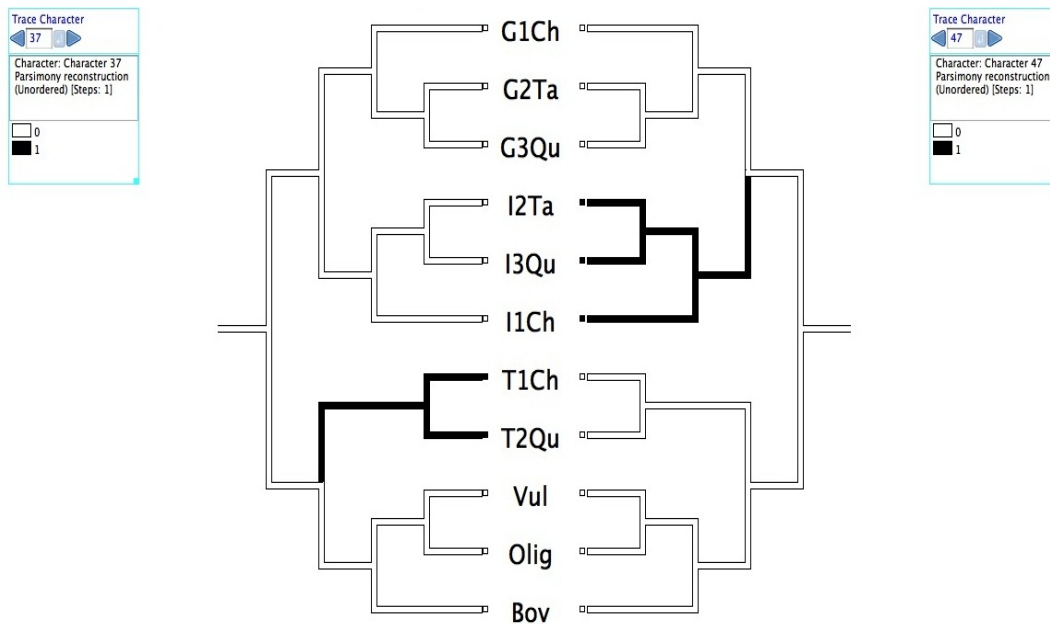 Trace Character
37
Character: Character 37
Parsimony reconstruction
(Unordered) [Steps: 1]
0
1
G1Ch
G2Ta
G3Qu
I2Ta
I3Qu
I1Ch
T1Ch
T2Qu
Vul
Olig
Bov
Trace Character
47
Character: Character 47
Parsimony reconstruction
(Unordered) [Steps: 1]
0
1